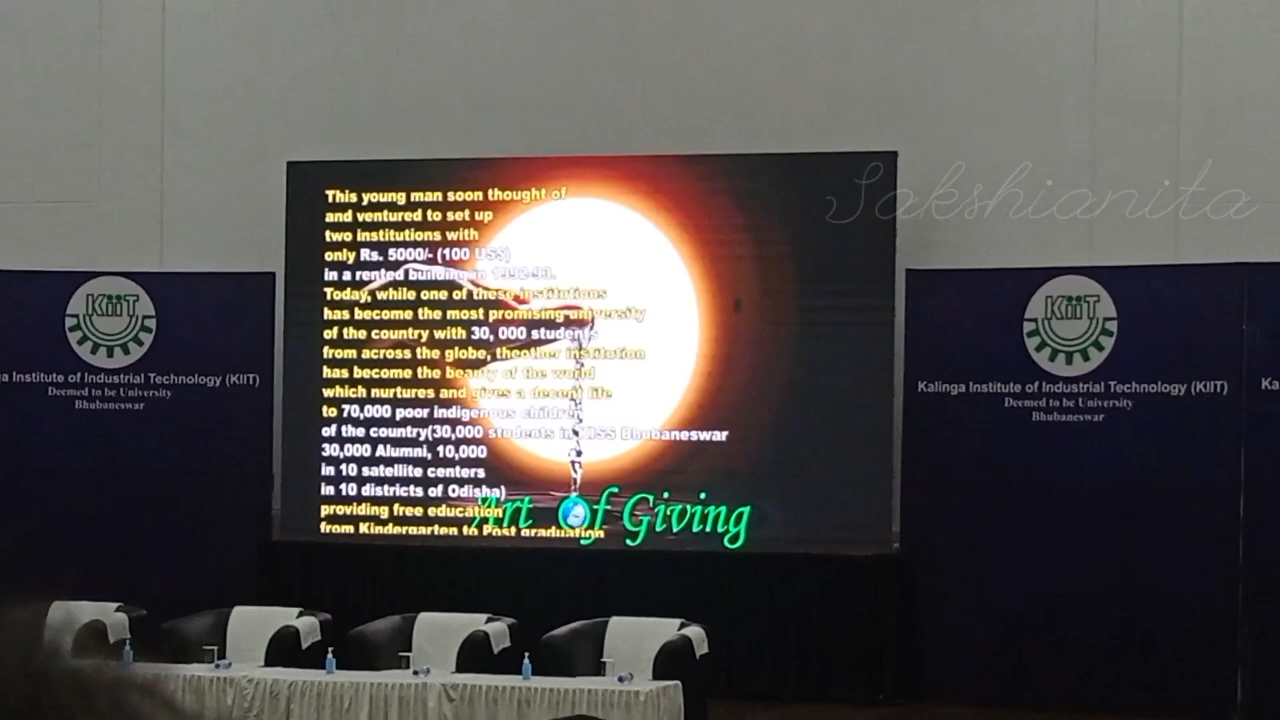 Sakshianita
This young man soon thought of
and ventured to set up
two institutions with
only Rs. 5000/- (100 US$)
in a rented building in 1992-93.
Today, while one of these institutions
has become the most promising university
of the country with 30, 000 students
from across the globe, theother institution
has become the beauty of the world
which nurtures and gives a decent life
to 70,000 poor indigenous children
of the country(30,000 students in KISS Bhubaneswar
30,000 Alumni, 10,000
in 10 satellite centers
in 10 districts of Odisha)
providing free education
from Kindergarten to Post graduation
Art Of Giving
KiiT
Institute of Industrial Technology (KIIT)
Deemed to be University
Bhubaneswar
KiiT
Kalinga Institute of Industrial Technology (KIIT)
Deemed to be University
Bhubaneswar